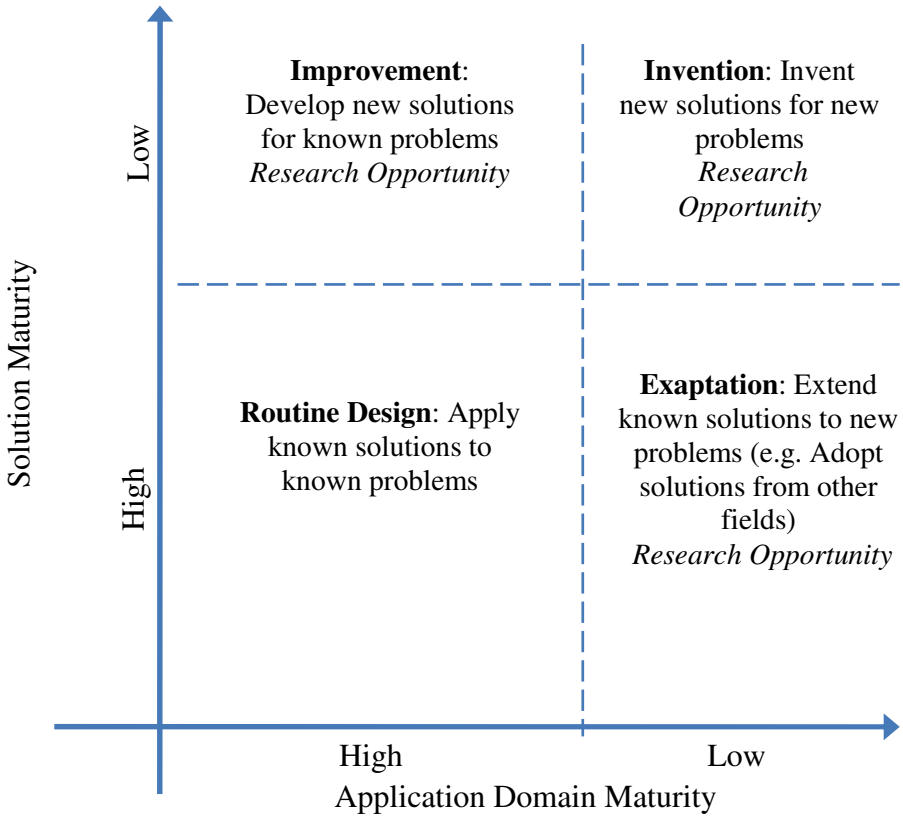 Improvement:
Develop new solutions
for known problems
Research Opportunity
Invention: Invent
new solutions for new
problems
Research
Opportunity
Low
Solution Maturity
Routine Design: Apply
known solutions to
known problems
Exaptation: Extend
known solutions to new
problems (e.g. Adopt
solutions from other
fields)
Research Opportunity
High
High
Low
Application Domain Maturity